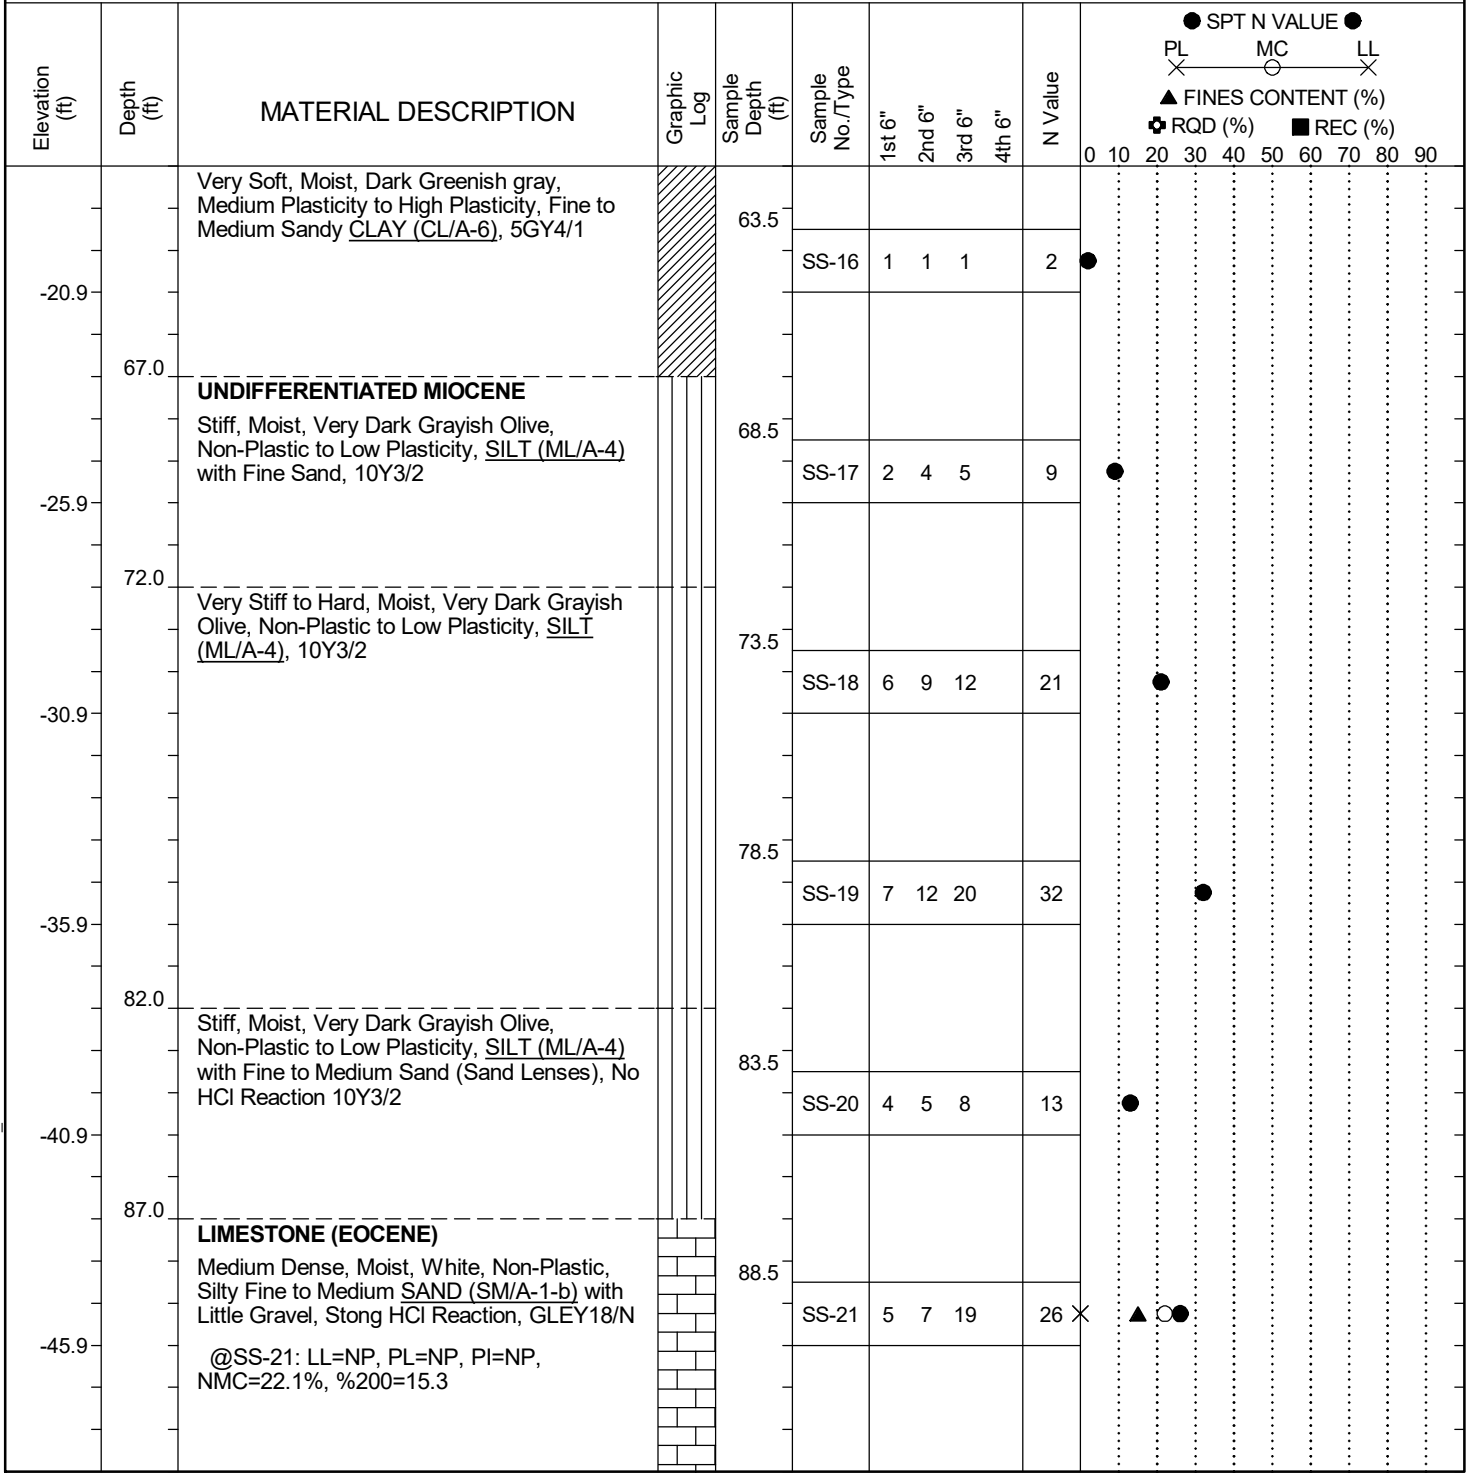 Elevation
(ft)
Depth
(ft)
MATERIAL DESCRIPTION
Graphic
Log
Sample
Depth
(ft)
Sample
No./Type
1st 6"
2nd 6"
3rd 6"
4th 6"
N Value
● SPT N VALUE ●
PL MC LL
▲ FINES CONTENT (%)
RQD (%) ■ REC (%)
0 10 20 30 40 50 60 70 80 90
Very Soft, Moist, Dark Greenish gray,
Medium Plasticity to High Plasticity, Fine to
Medium Sandy CLAY (CL/A-6), 5GY4/1
63.5
SS-16 1 1 1 2
-20.9
67.0
UNDIFFERENTIATED MIOCENE
Stiff, Moist, Very Dark Grayish Olive,
Non-Plastic to Low Plasticity, SILT (ML/A-4)
with Fine Sand, 10Y3/2
68.5
SS-17 2 4 5 9
-25.9
72.0
Very Stiff to Hard, Moist, Very Dark Grayish
Olive, Non-Plastic to Low Plasticity, SILT
(ML/A-4), 10Y3/2
73.5
SS-18 6 9 12 21
-30.9
78.5
SS-19 7 12 20 32
-35.9
82.0
Stiff, Moist, Very Dark Grayish Olive,
Non-Plastic to Low Plasticity, SILT (ML/A-4)
with Fine to Medium Sand (Sand Lenses), No
HCl Reaction 10Y3/2
83.5
SS-20 4 5 8 13
-40.9
87.0
LIMESTONE (EOCENE)
Medium Dense, Moist, White, Non-Plastic,
Silty Fine to Medium SAND (SM/A-1-b) with
Little Gravel, Stong HCl Reaction, GLEY18/N
88.5
SS-21 5 7 19 26
-45.9
@SS-21: LL=NP, PL=NP, PI=NP,
NMC=22.1%, %200=15.3